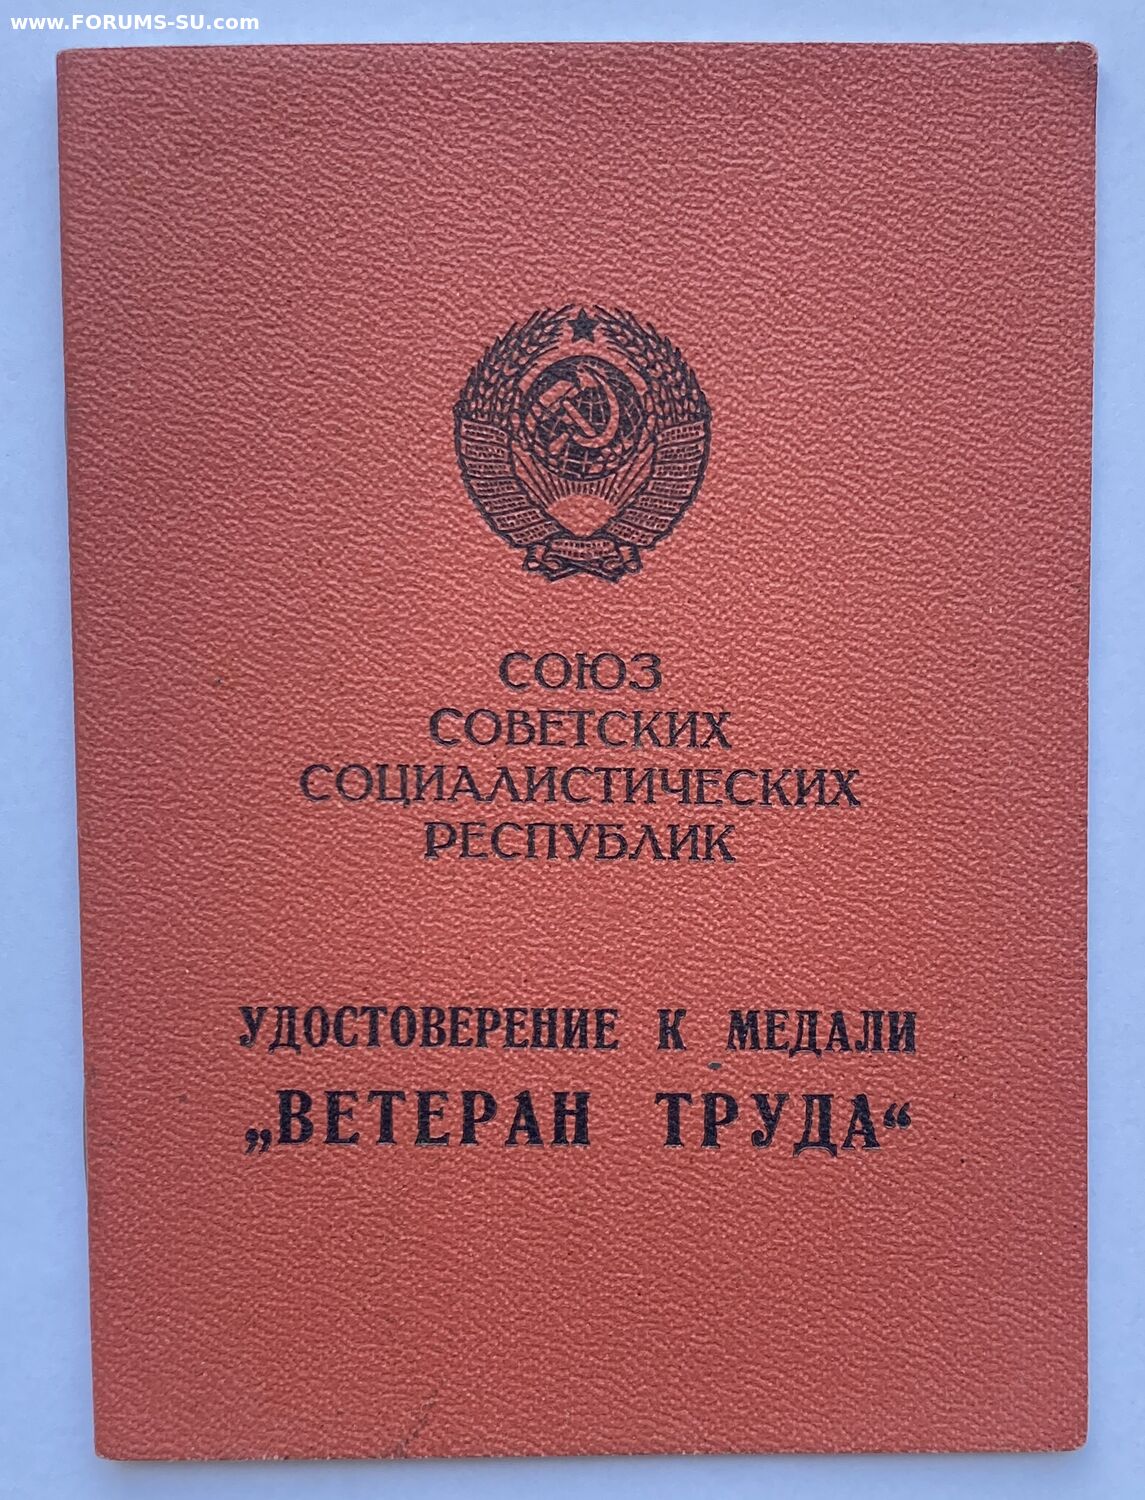 www.FORUMS-SU.com
СОЮЗ
СОВЕТСКИХ
СОЦИАЛИСТИЧЕСКИХ
РЕСПУБЛИК
УДОСТОВЕРЕНИЕ К МЕДАЛИ
„ВЕТЕРАН ТРУДА“